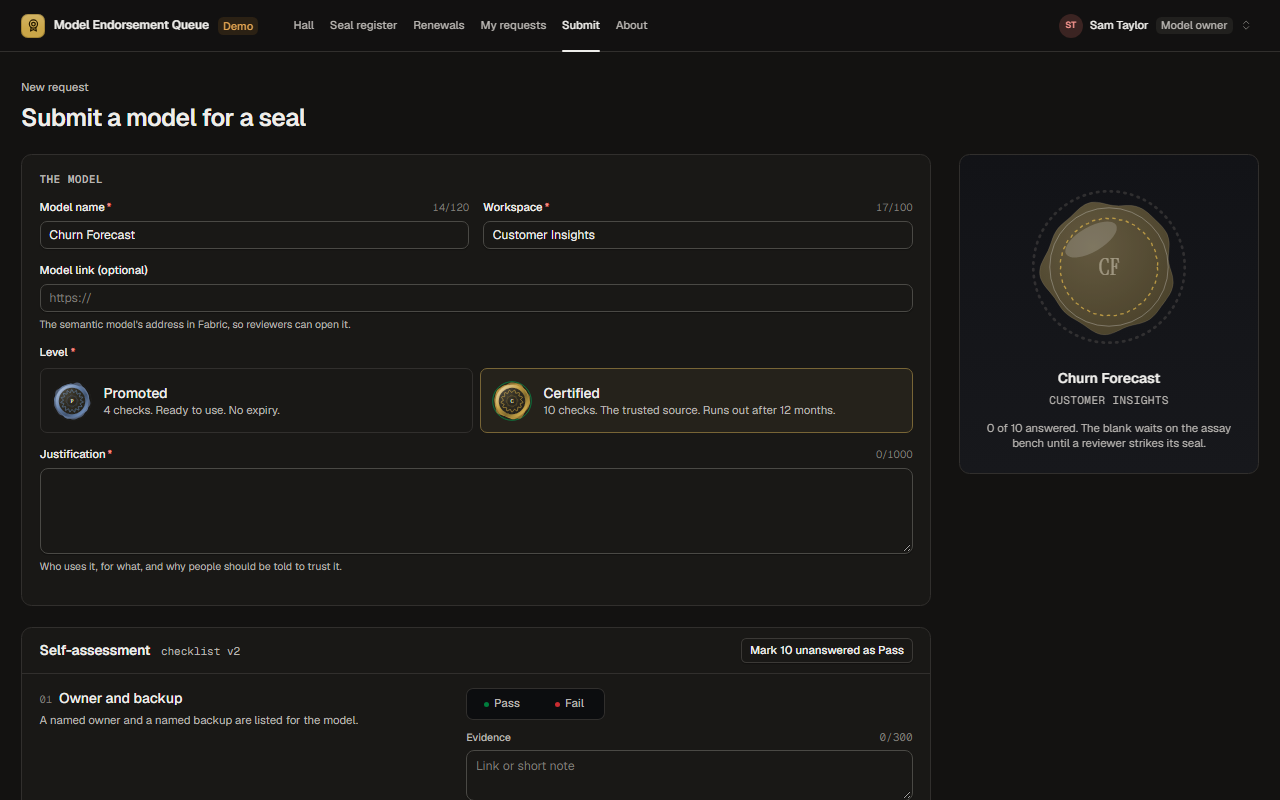 Model Endorsement Queue Demo Hall Seal register Renewals My requests Submit About ST Sam Taylor Model owner
New request
Submit a model for a seal
THE MODEL
Model name* 14/120 Workspace* 17/100
Churn Forecast Customer Insights
Model link (optional)
https://
The semantic model's address in Fabric, so reviewers can open it.
Level *
P Promoted
4 checks. Ready to use. No expiry.
C Certified
10 checks. The trusted source. Runs out after 12 months.
Justification* 0/1000
Who uses it, for what, and why people should be told to trust it.
CF
Churn Forecast
CUSTOMER INSIGHTS
0 of 10 answered. The blank waits on the assay
bench until a reviewer strikes its seal.
Self-assessment checklist v2 Mark 10 unanswered as Pass
01 Owner and backup
A named owner and a named backup are listed for the model.
Pass Fail
Evidence 0/300
Link or short note